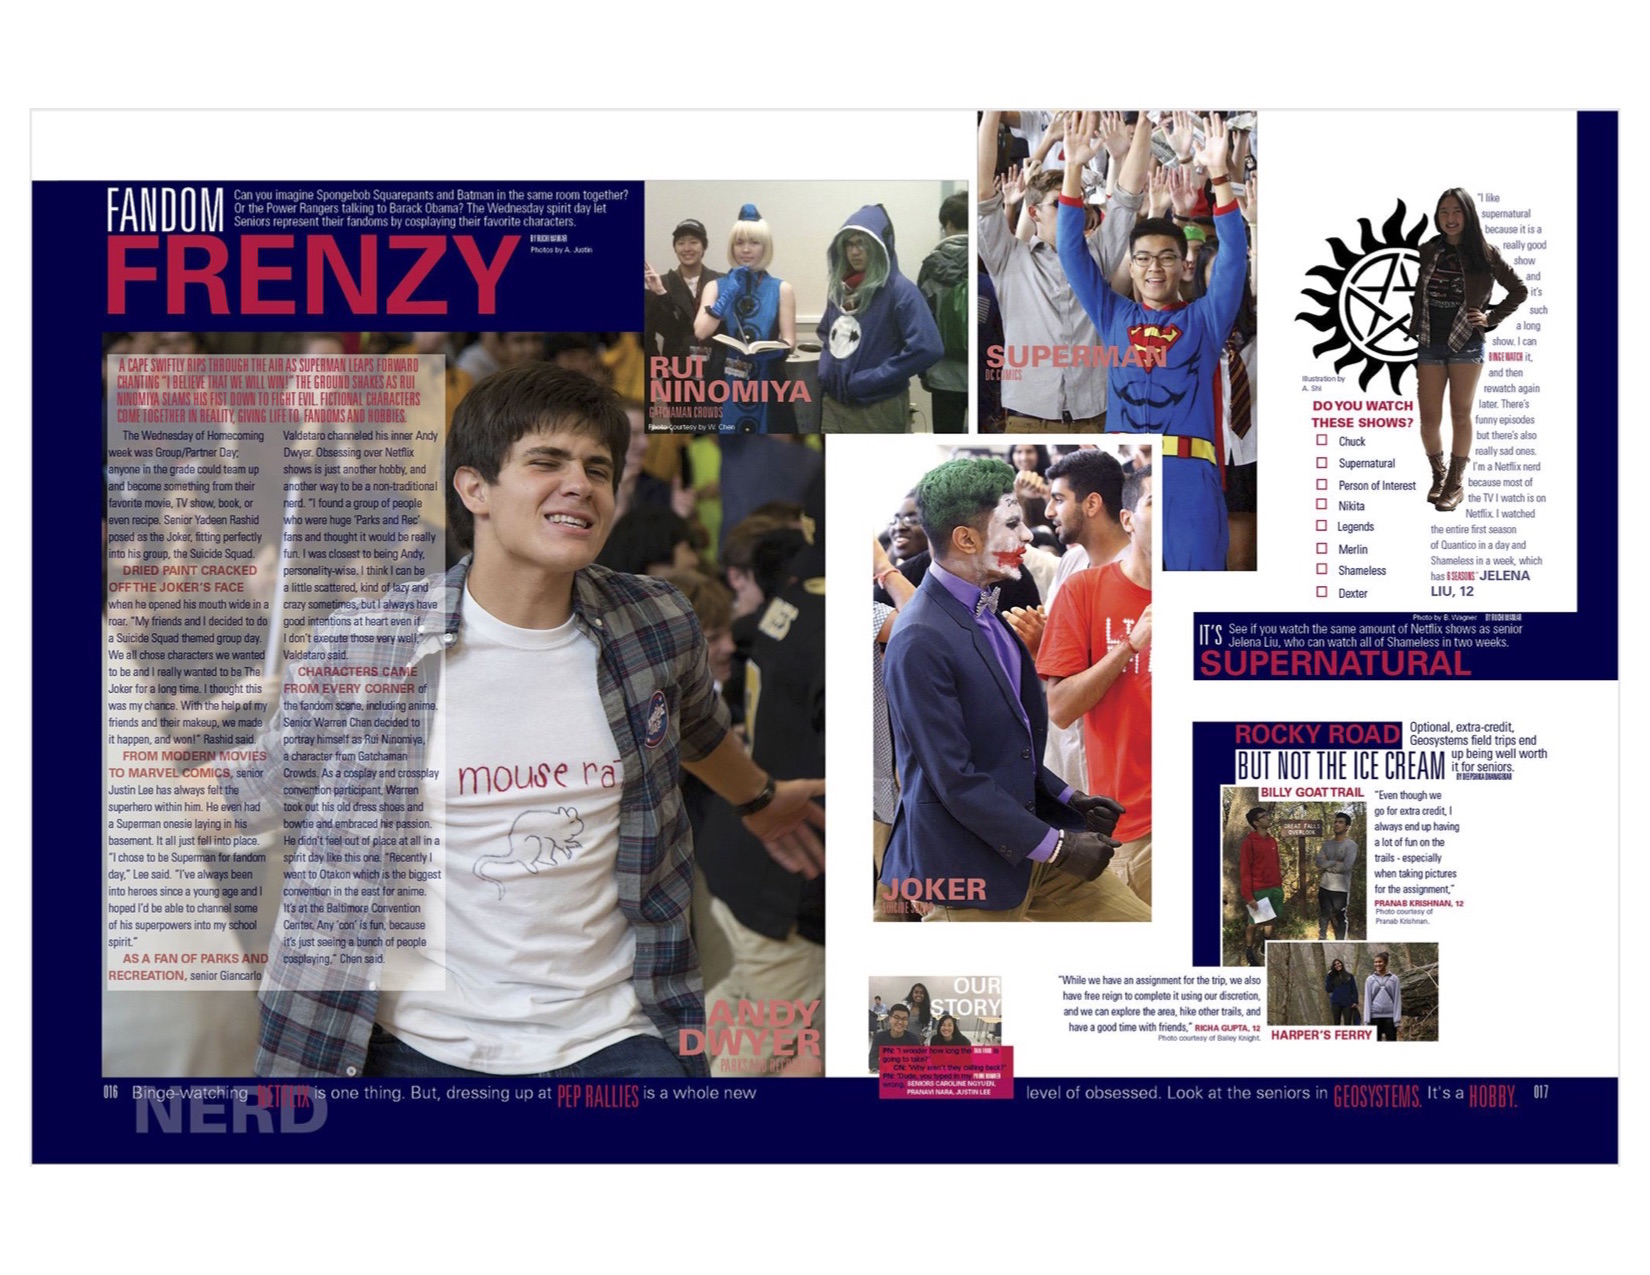 FANDOM
FRENZY
Can you imagine Spongebob Squarepants and Batman in the same room together?
Or the Power Rangers talking to Barack Obama? The Wednesday spirit day let
Seniors represent their fandoms by cosplaying their favorite characters.
Photos by A. Justin
A CAPE SWIFTLY RIPS THROUGH THE AIR AS SUPERMAN LEAPS FORWARD
CHANTING "I BELIEVE THAT WE WILL WIN!" THE GROUND SHAKES AS RUI
NINOMIYA SLAMS HIS FIST DOWN TO FIGHT EVIL. FICTIONAL CHARACTERS
COME TOGETHER IN REALITY, GIVING LIFE TO FANDOMS AND HOBBIES.
The Wednesday of Homecoming
week was Group/Partner Day;
anyone in the grade could team up
and become something from their
favorite movie, TV show, book, or
even recipe. Senior Yadeen Rashid
posed as the Joker, fitting perfectly
into his group, the Suicide Squad.
DRIED PAINT CRACKED
OFF THE JOKER'S FACE
when he opened his mouth wide in a
roar. "My friends and I decided to do
a Suicide Squad themed group day.
We all chose characters we wanted
to be and I really wanted to be The
Joker for a long time. I thought this
was my chance. With the help of my
friends and their makeup, we made
it happen, and won!" Rashid said.
FROM MODERN MOVIES
TO MARVEL COMICS, senior
Justin Lee has always felt the
superhero within him. He even had
a Superman onesie laying in his
basement. It all just fell into place.
"I chose to be Superman for fandom
day," Lee said. "I've always been
into heroes since a young age and I
hoped I'd be able to channel some
of his superpowers into my school
spirit."
AS A FAN OF PARKS AND
RECREATION, senior Giancarlo
Valdetaro channeled his inner Andy
Dwyer. Obsessing over Netflix
shows is just another hobby, and
another way to be a non-traditional
nerd. "I found a group of people
who were huge 'Parks and Rec'
fans and thought it would be really
fun. I was closest to being Andy,
personality-wise. I think I can be
a little scattered, kind of lazy and
crazy sometimes, but I always have
good intentions at heart even if
I don't execute those very well,"
Valdetaro said.
CHARACTERS CAME
FROM EVERY CORNER of
the fandom scene, including anime.
Senior Warren Chen decided to
portray himself as Rui Ninomiya,
a character from Gatchaman
Crowds. As a cosplay and crossplay
convention participant, Warren
took out his old dress shoes and
bowtie and embraced his passion.
He didn't feel out of place at all in a
spirit day like this one. "Recently I
went to Otakon which is the biggest
convention in the east for anime.
It's at the Baltimore Convention
Center. Any 'con' is fun, because
it's just seeing a bunch of people
cosplaying," Chen said.
mouse ra
ANDY
DWYER
PARKS AND RECREATION
RUI
NINOMIYA
GATCHAMAN CROWDS
Photo courtesy by W. Chen
SUPERMAN
DC COMICS
JOKER
SUICIDE SQUAD
Illustration by
A. Shi
DO YOU WATCH
THESE SHOWS?
Chuck
Supernatural
Person of Interest
Nikita
Legends
Merlin
Shameless
Dexter
"I like
supernatural
because it is a
really good
show
and
it's
such
a long
show. I can
BINGE WATCH it,
and then
rewatch again
later. There's
funny episodes
but there's also
really sad ones.
I'm a Netflix nerd
because most of
the TV I watch is on
Netflix. I watched
the entire first season
of Quantico in a day and
Shameless in a week, which
has 6 SEASONS" JELENA
LIU, 12
Photo by B. Wagner
IT'S
SUPERNATURAL
See if you watch the same amount of Netflix shows as senior
Jelena Liu, who can watch all of Shameless in two weeks.
ROCKY ROAD
BUT NOT THE ICE CREAM
Optional, extra-credit,
Geosystems field trips end
up being well worth
it for seniors.
BILLY GOAT TRAIL
GREAT FALLS
OVERLOOK
"Even though we
go for extra credit, I
always end up having
a lot of fun on the
trails - especially
when taking pictures
for the assignment,"
PRANAB KRISHNAN, 12
Photo courtesy of
Pranab Krishnan.
"While we have an assignment for the trip, we also
have free reign to complete it using our discretion,
and we can explore the area, hike other trails, and
have a good time with friends," RICHA GUPTA, 12
Photo courtesy of Bailey Knight.
HARPER'S FERRY
OUR
STORY
PN: "I wonder how long the is
going to take?"
CN: "Why aren't they calling back?"
PN: "Dude, you typed in my PHONE NUMBER
wrong. SENIORS CAROLINE NGYUEN,
PRANAVI NARA, JUSTIN LEE
016 Binge-watching NETFLIX is one thing. But, dressing up at PEP RALLIES is a whole new
NERD
level of obsessed. Look at the seniors in GEOSYSTEMS. It's a HOBBY. 017